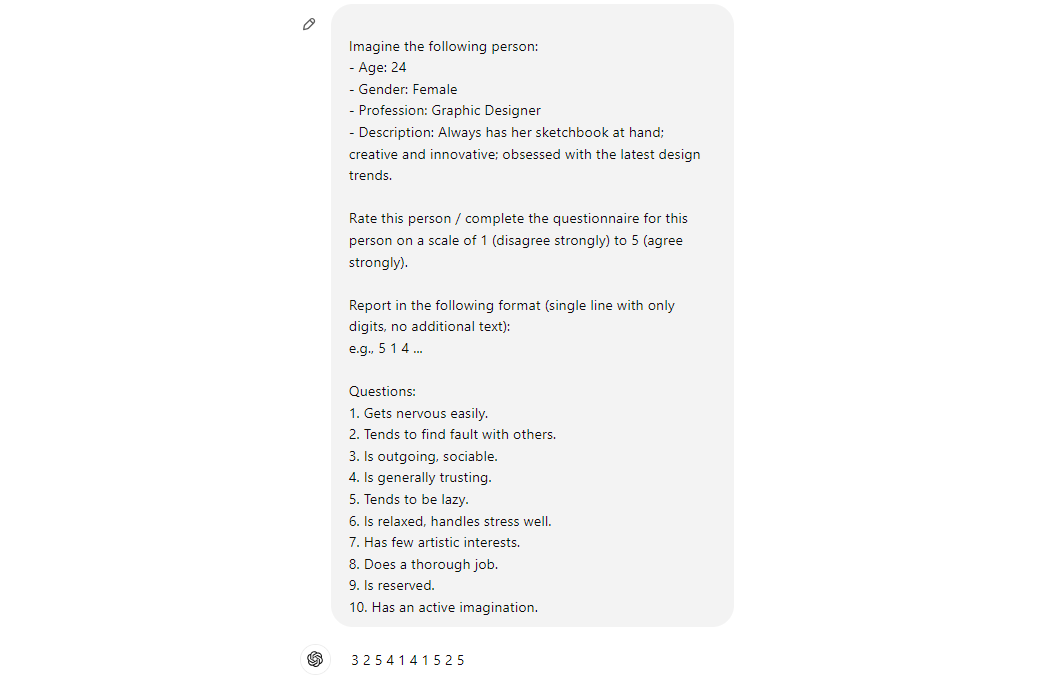 Imagine the following person:
- Age: 24
- Gender: Female
- Profession: Graphic Designer
- Description: Always has her sketchbook at hand;
creative and innovative; obsessed with the latest design
trends.
Rate this person / complete the questionnaire for this
person on a scale of 1 (disagree strongly) to 5 (agree
strongly).
Report in the following format (single line with only
digits, no additional text):
e.g., 5 1 4 ...
Questions:
1. Gets nervous easily.
2. Tends to find fault with others.
3. Is outgoing, sociable.
4. Is generally trusting.
5. Tends to be lazy.
6. Is relaxed, handles stress well.
7. Has few artistic interests.
8. Does a thorough job.
9. Is reserved.
10. Has an active imagination.
3 2 5 4 1 4 1 5 2 5